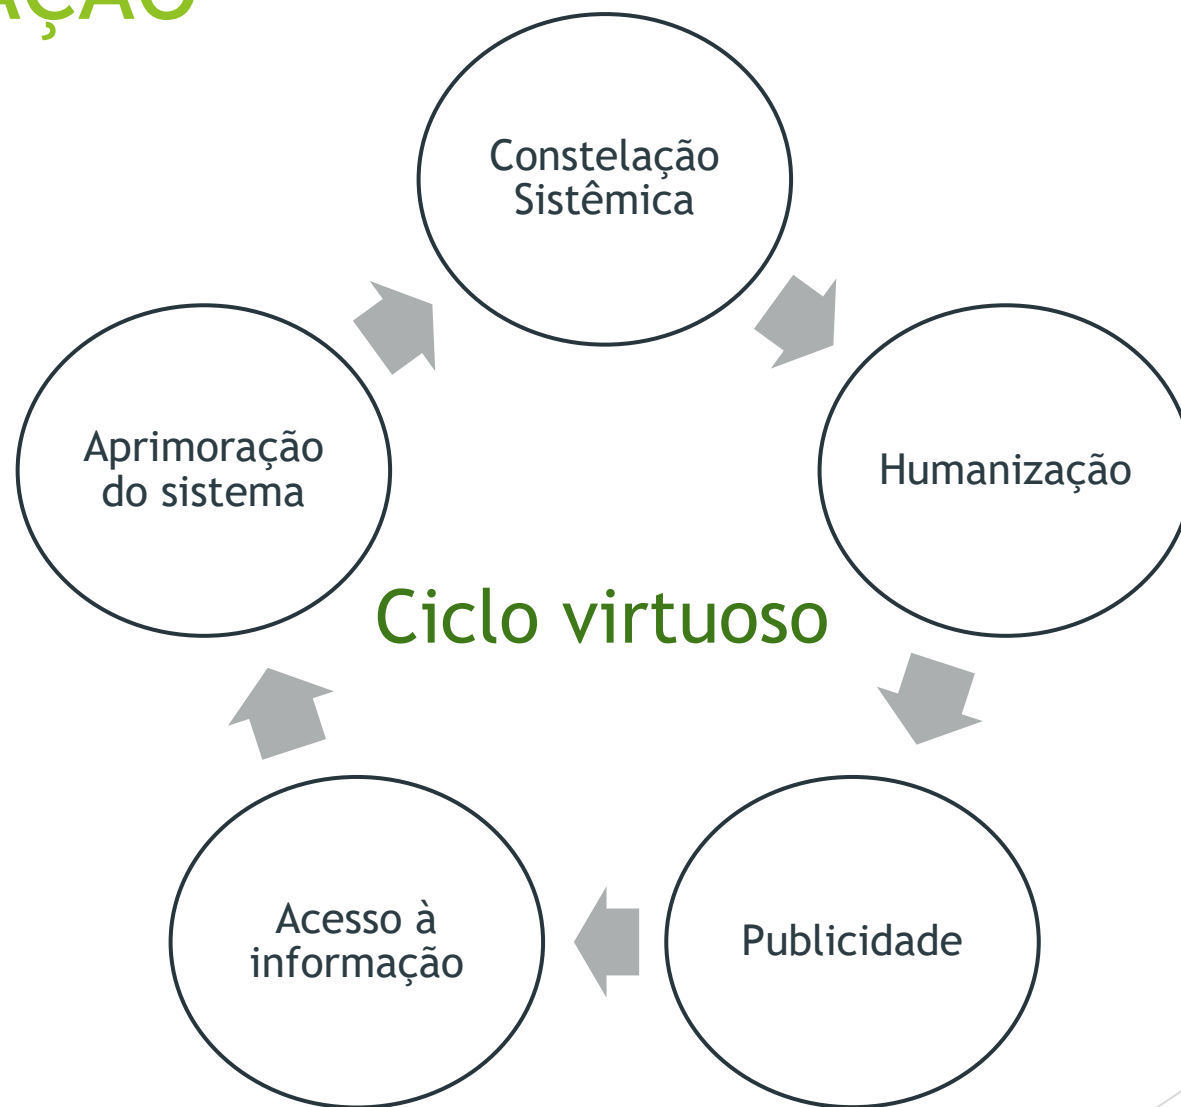 Constelação
Sistêmica
Humanização
Publicidade
Acesso à
informação
Aprimoração
do sistema
Ciclo virtuoso